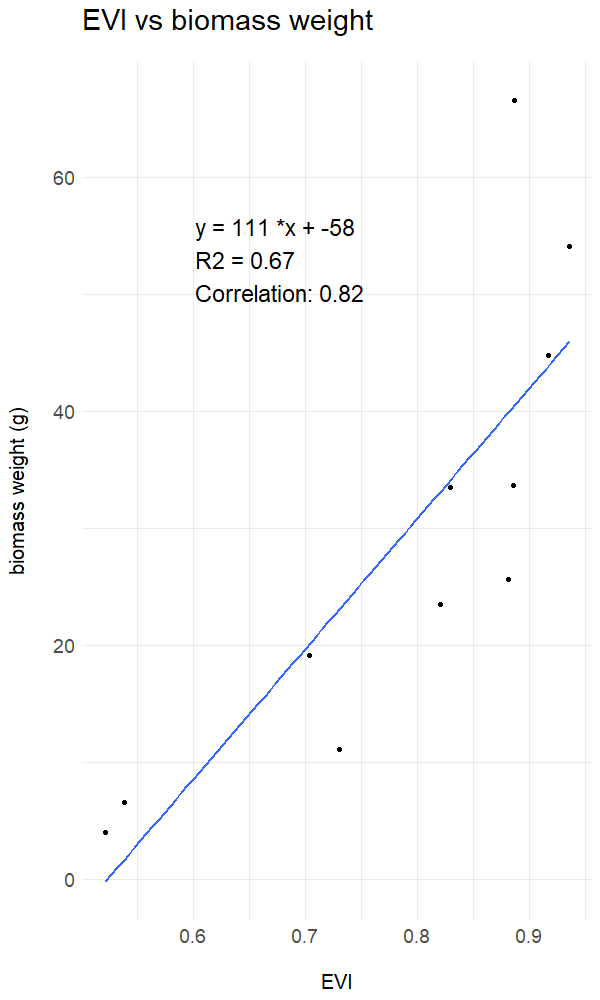 EVI vs biomass weight
60
y = 111 *x + -58
R2 = 0.67
Correlation: 0.82
40
biomass weight (g)
20
0
0.6 0.7 0.8 0.9
EVI